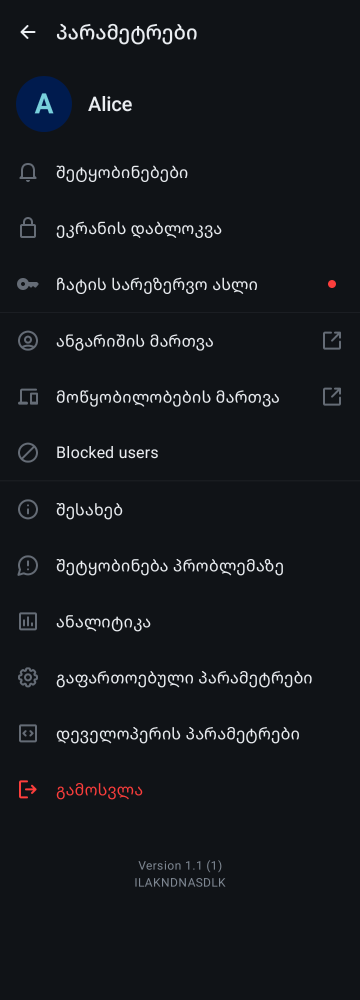 პარამეტრები
A
Alice
შეტყობინებები
ეკრანის დაბლოკვა
ჩატის სარეზერვო ასლი
ანგარიშის მართვა
მოწყობილობების მართვა
Blocked users
შესახებ
შეტყობინება პრობლემაზე
ანალიტიკა
გაფართოებული პარამეტრები
დეველოპერის პარამეტრები
გამოსვლა
Version 1.1 (1)
ILAKNDNASDLK